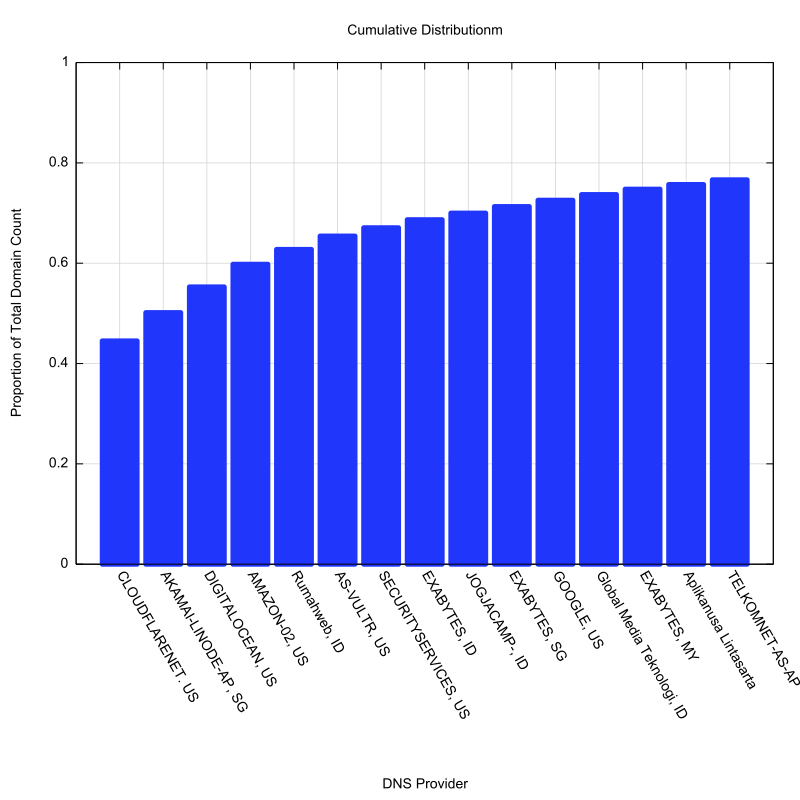 Cumulative Distributionm
1
0.8
0.6
0.4
0.2
0
Proportion of Total Domain Count
CLOUDFLARENET. US
AKAMAI-LINODE-AP , SG
DIGITALOCEAN. US
AMAZON-02, US
Rumahweb, ID
AS-VULTR, US
SECURITYSERVICES, US
EXABYTES, ID
JOGJACAMP-, ID
EXABYTES, SG
GOOGLE, US
Global Media Teknologi, ID
EXABYTES, MY
Aplikanusa Lintasarta
TELKOMNET-AS-AP
DNS Provider